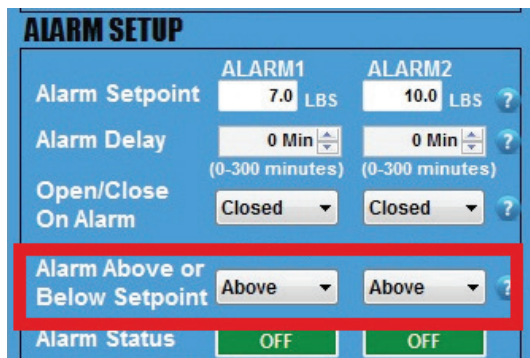 ALARM SETUP
ALARM1 ALARM2
Alarm Setpoint 7.0 LBS 10.0 LBS ?
Alarm Delay 0 Min 0 Min ?
(0-300 minutes) (0-300 minutes)
Open/Close
On Alarm Closed Closed ?
Alarm Above or
Below Setpoint Above Above ?
Alarm Status OFF OFF